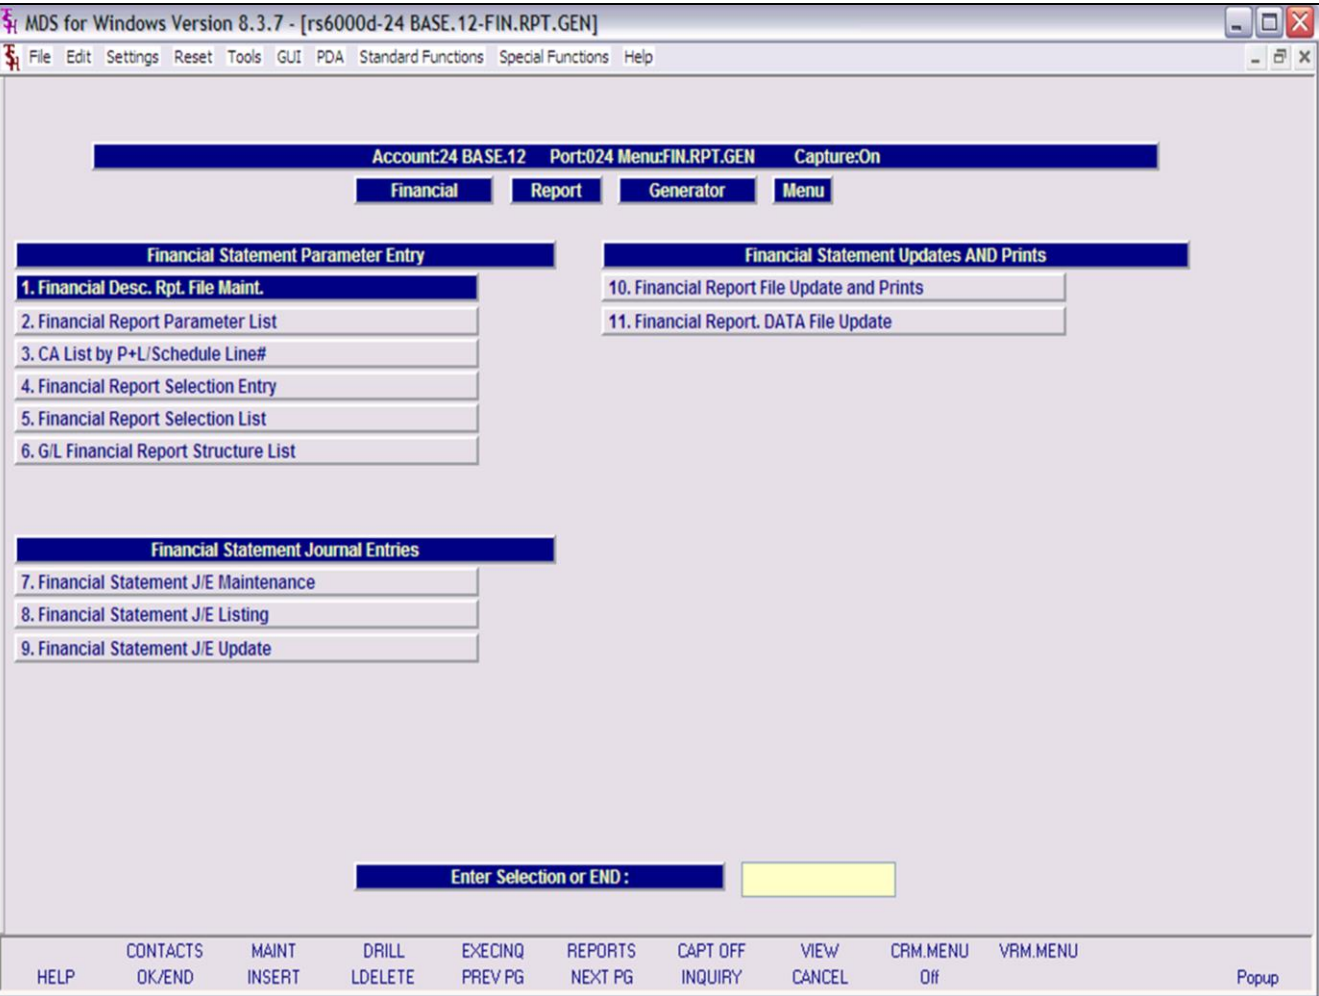 MDS for Windows Version 8.3.7 - [rs6000d-24 BASE.12-FIN.RPT.GEN]
File Edit Settings Reset Tools GUI PDA Standard Functions Special Functions Help
Account:24 BASE.12 Port:024 Menu:FIN.RPT.GEN Capture:On
Financial Report Generator Menu
Financial Statement Parameter Entry
1. Financial Desc. Rpt. File Maint.
2. Financial Report Parameter List
3. CA List by P+L/Schedule Line#
4. Financial Report Selection Entry
5. Financial Report Selection List
6. G/L Financial Report Structure List
Financial Statement Updates AND Prints
10. Financial Report File Update and Prints
11. Financial Report. DATA File Update
Financial Statement Journal Entries
7. Financial Statement J/E Maintenance
8. Financial Statement J/E Listing
9. Financial Statement J/E Update
Enter Selection or END :
CONTACTS MAINT DRILL EXECINQ REPORTS CAPT OFF VIEW CRM.MENU VRM.MENU
HELP OK/END INSERT LDELETE PREV PG NEXT PG INQUIRY CANCEL Off Popup